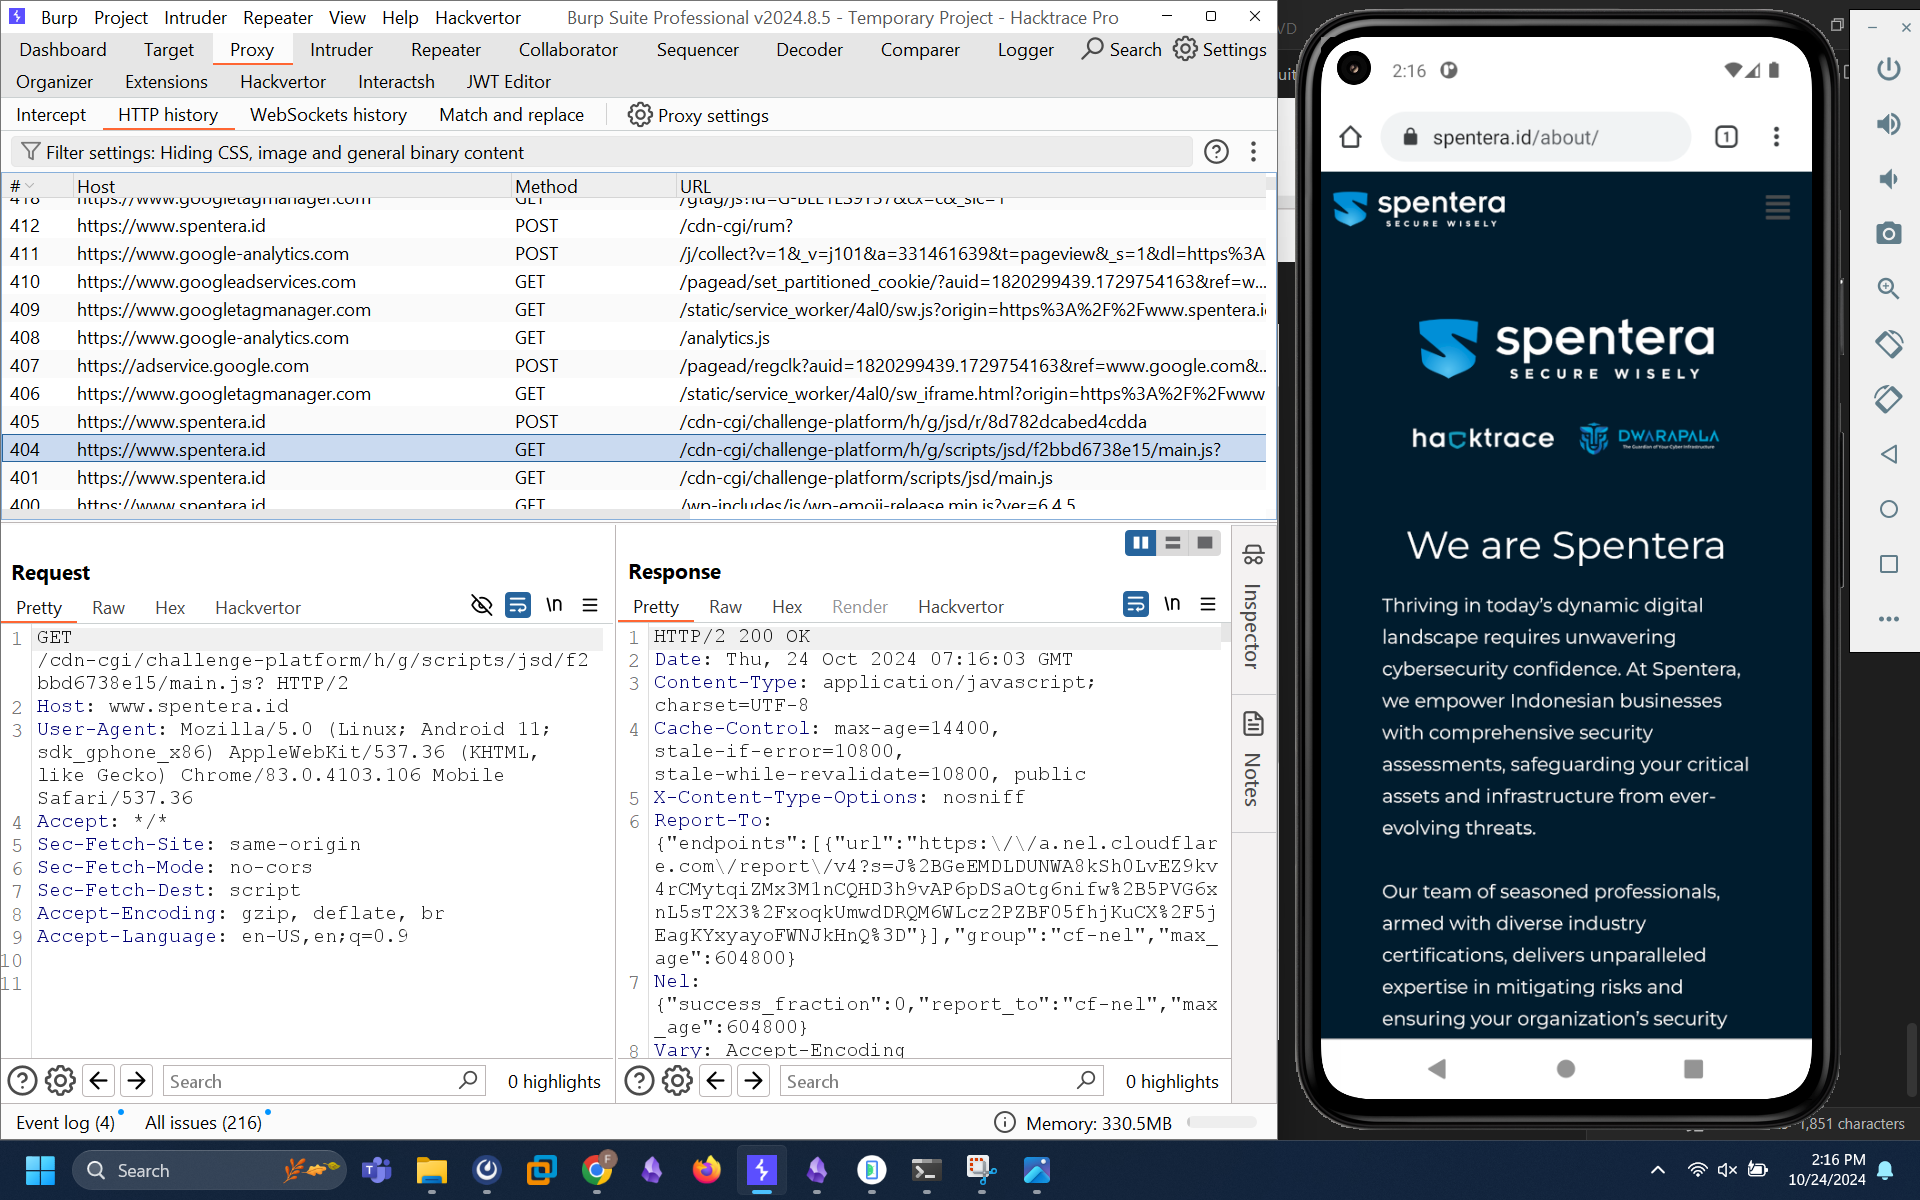 Burp Project Intruder Repeater View Help Hackvertor Burp Suite Professional v2024.8.5 - Temporary Project - Hacktrace Pro
Dashboard Target Proxy Intruder Repeater Collaborator Sequencer Decoder Comparer Logger Search Settings
Organizer Extensions Hackvertor Interactsh JWT Editor
Intercept HTTP history WebSockets history Match and replace Proxy settings
Filter settings: Hiding CSS, image and general binary content
# Host Method URL
https://www.googletagmanager.com GET
412 https://www.spentera.id POST /cdn-cgi/rum?
411 https://www.google-analytics.com POST /j/collect?v=1&_v=j101&a=331461639&t=pageview&_s=1&dl=https%3A
410 https://www.googleadservices.com GET /pagead/set_partitioned_cookie/?auid=1820299439.1729754163&ref=w...
409 https://www.googletagmanager.com GET /static/service_worker/4al0/sw.js?origin=https%3A%2F%2Fwww.spentera.i
408 https://www.google-analytics.com GET /analytics.js
407 https://adservice.google.com POST /pagead/regclk?auid=1820299439.1729754163&ref=www.google.com&...
406 https://www.googletagmanager.com GET /static/service_worker/4al0/sw_iframe.html?origin=https%3A%2F%2Fwww
405 https://www.spentera.id POST /cdn-cgi/challenge-platform/h/g/jsd/r/8d782dcabed4cdda
404 https://www.spentera.id GET /cdn-cgi/challenge-platform/h/g/scripts/jsd/f2bbd6738e15/main.js?
401 https://www.spentera.id GET /cdn-cgi/challenge-platform/scripts/jsd/main.js
400 https://www.spentera.id GET /wp-includes/js/wp-emoji-release.min.js?ver=6.4.5
Request
Pretty Raw Hex Hackvertor \n
1 GET
/cdn-cgi/challenge-platform/h/g/scripts/jsd/f2
bbd6738e15/main.js? HTTP/2
2 Host: www.spentera.id
3 User-Agent: Mozilla/5.0 (Linux; Android 11;
sdk_gphone_x86) AppleWebKit/537.36 (KHTML,
like Gecko) Chrome/83.0.4103.106 Mobile
Safari/537.36
4 Accept: */*
5 Sec-Fetch-Site: same-origin
6 Sec-Fetch-Mode: no-cors
7 Sec-Fetch-Dest: script
8 Accept-Encoding: gzip, deflate, br
9 Accept-Language: en-US,en;q=0.9
10
11
Search 0 highlights
Response
Pretty Raw Hex Render Hackvertor \n
1 HTTP/2 200 OK
2 Date: Thu, 24 Oct 2024 07:16:03 GMT
3 Content-Type: application/javascript;
charset=UTF-8
4 Cache-Control: max-age=14400,
stale-if-error=10800,
stale-while-revalidate=10800, public
5 X-Content-Type-Options: nosniff
6 Report-To:
{"endpoints":[{"url":"https:\/\/a.nel.cloudflar
e.com\/report\/v4?s=J%2BGeEMDLDUNWA8kSh0LvEZ9kv
4rCMytqiZMx3M1nCQHD3h9vAP6pDSaOtg6nifw%2B5PVG6x
nL5sT2X3%2FxoqkUmwdDRQM6WLcz2PZBF05fhjKuCX%2F5j
EagKYxyayoFWNJkHnQ%3D"}],"group":"cf-nel","max_
age":604800}
7 Nel:
{"success_fraction":0,"report_to":"cf-nel","max
_age":604800}
8 Vary: Accept-Encoding
Search 0 highlights
Inspector
Notes
Event log (4) All issues (216) Memory: 330.5MB
2:16
spentera.id/about/ 1
spentera
SECURE WISELY
spentera
SECURE WISELY
hacktrace DWARAPALA
The Guardian of Your Cyber Infrastructure
We are Spentera
Thriving in today’s dynamic digital
landscape requires unwavering
cybersecurity confidence. At Spentera,
we empower Indonesian businesses
with comprehensive security
assessments, safeguarding your critical
assets and infrastructure from ever-
evolving threats.
Our team of seasoned professionals,
armed with diverse industry
certifications, delivers unparalleled
expertise in mitigating risks and
ensuring your organization’s security
1,851 characters
Search
F
2:16 PM
10/24/2024